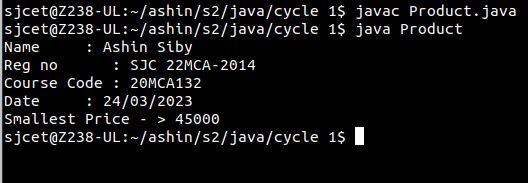 sjcet@Z238-UL:~/ashin/s2/java/cycle 1$ javac Product.java
sjcet@Z238-UL:~/ashin/s2/java/cycle 1$ java Product
Name     : Ashin Siby
Reg no       : SJC 22MCA-2014
Course Code : 20MCA132
Date     : 24/03/2023
Smallest Price - > 45000
sjcet@Z238-UL:~/ashin/s2/java/cycle 1$